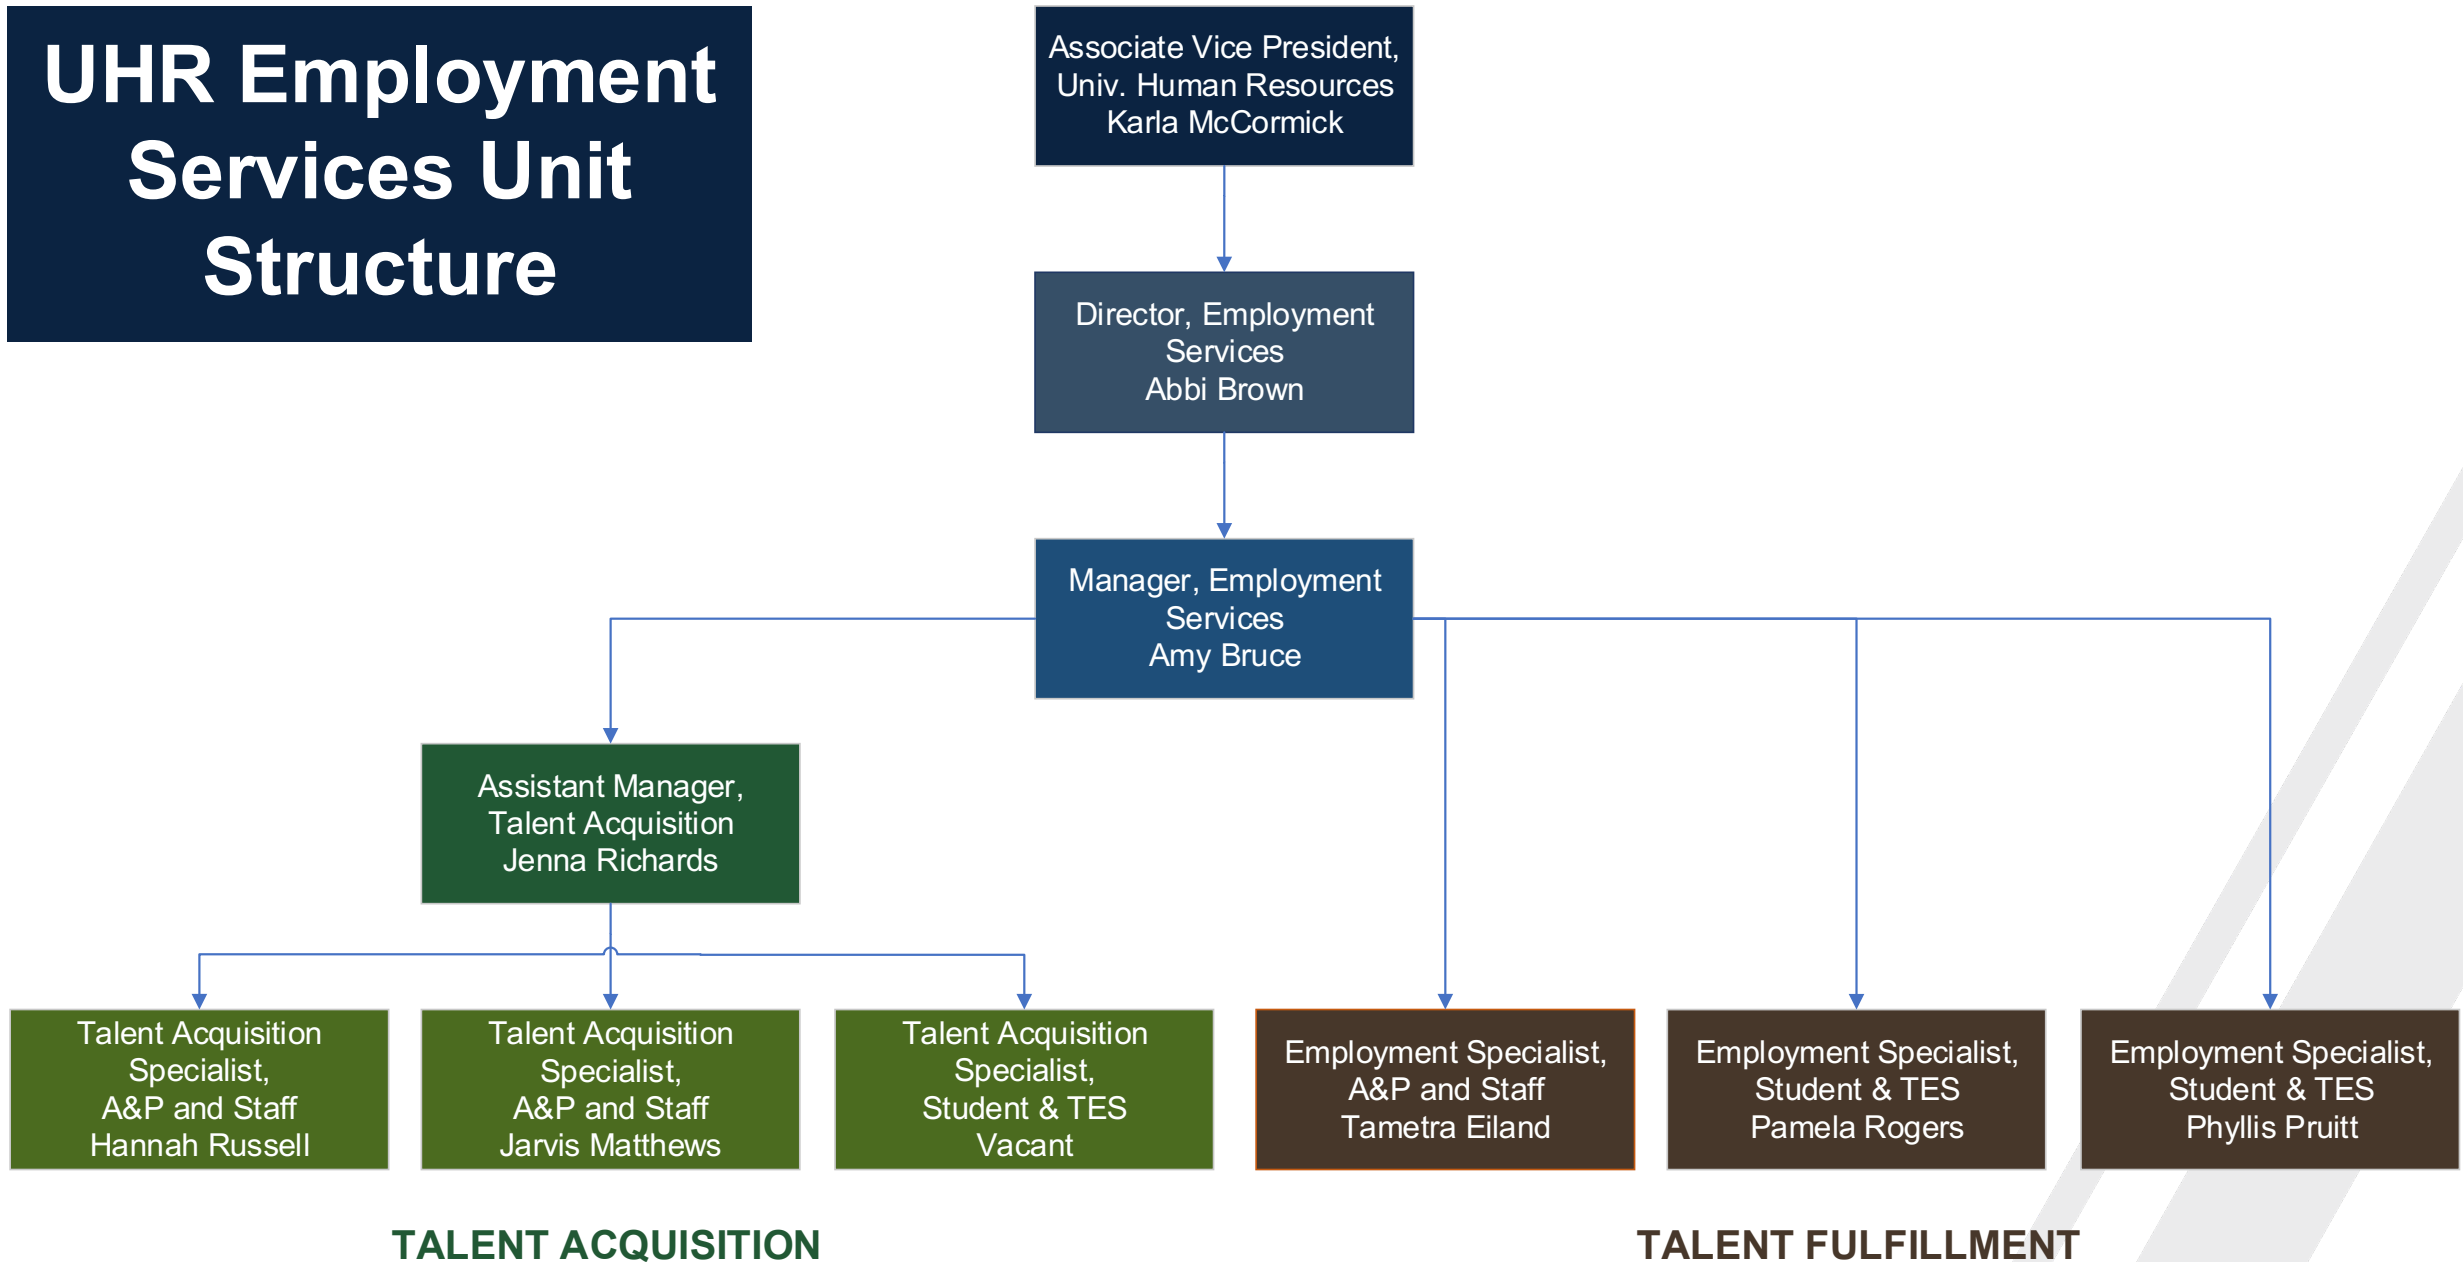 UHR Employment
Services Unit
Structure
Associate Vice President,
Univ. Human Resources
Karla McCormick
Director, Employment
Services
Abbi Brown
Manager, Employment
Services
Amy Bruce
Assistant Manager,
Talent Acquisition
Jenna Richards
Talent Acquisition
Specialist,
A&P and Staff
Hannah Russell
Talent Acquisition
Specialist,
A&P and Staff
Jarvis Matthews
Talent Acquisition
Specialist,
Student & TES
Vacant
Employment Specialist,
A&P and Staff
Tametra Eiland
Employment Specialist,
Student & TES
Pamela Rogers
Employment Specialist,
Student & TES
Phyllis Pruitt
TALENT ACQUISITION
TALENT FULFILLMENT